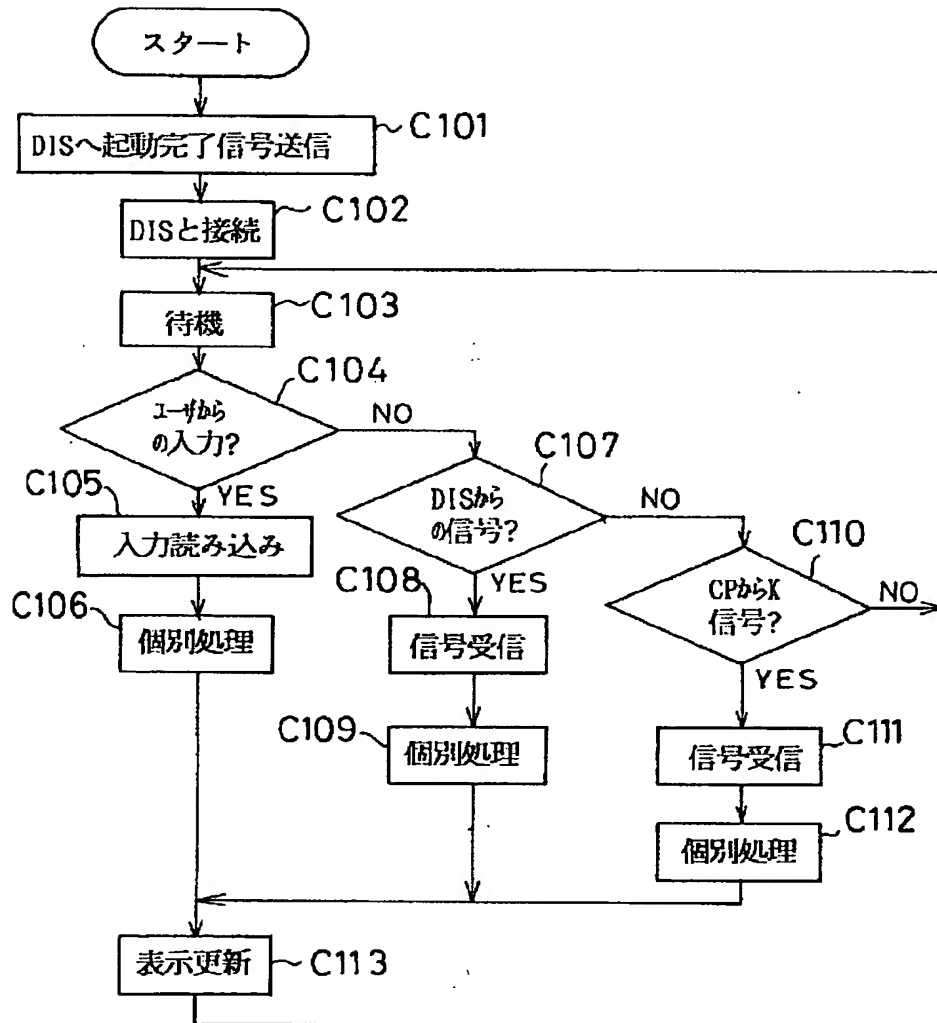 スタート
DISへ起動完了信号送信
C101
DISと接続
C102
待機
C103
ユーザから
の入力?
C104
NO
YES
C105
入力読み込み
C106
個別処理
DISから
の信号?
C107
NO
YES
C108
信号受信
C109
個別処理
CPからK
信号?
C110
NO
YES
信号受信
C111
個別処理
C112
表示更新
C113